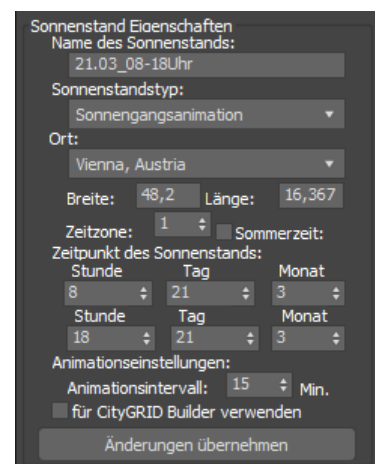 Sonnenstand Eigenschaften
Name des Sonnenstands:
21.03_08-18Uhr
Sonnenstandstyp:
Sonnengangsanimation
Ort:
Vienna, Austria
Breite: 48,2 Länge: 16,367
Zeitzone: 1 Sommerzeit:
Zeitpunkt des Sonnenstands:
Stunde Tag Monat
8 21 3
Stunde Tag Monat
18 21 3
Animationseinstellungen:
Animationsintervall: 15 Min.
für CityGRID Builder verwenden
Änderungen übernehmen